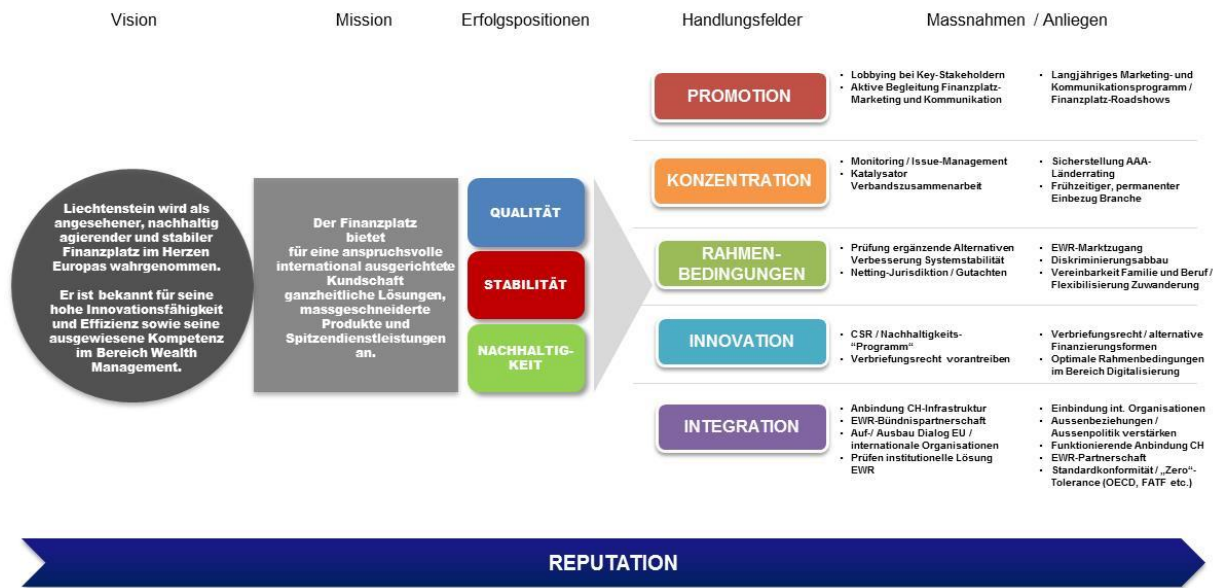 Vision
Mission
Erfolgspositionen
Handlungsfelder
Massnahmen / Anliegen
Liechtenstein wird als
angesehener, nachhaltig
agierender und stabiler
Finanzplatz im Herzen
Europas wahrgenommen.
Er ist bekannt für seine
hohe Innovationsfähigkeit
und Effizienz sowie seine
ausgewiesene Kompetenz
im Bereich Wealth
Management.
Der Finanzplatz
bietet
für eine anspruchsvolle
international ausgerichtete
Kundschaft
ganzheitliche Lösungen,
massgeschneiderte
Produkte und
Spitzendienstleistungen
an.
QUALITÄT
STABILITÄT
NACHHALTIG-
KEIT
PROMOTION
• Lobbying bei Key-Stakeholdern
• Aktive Begleitung Finanzplatz-
Marketing und Kommunikation
• Langjähriges Marketing- und
Kommunikationsprogramm /
Finanzplatz-Roadshows
KONZENTRATION
• Monitoring / Issue-Management
• Katalysator
Verbandszusammenarbeit
• Sicherstellung AAA-
Länderrating
• Frühzeitiger, permanenter
Einbezug Branche
RAHMEN-
BEDINGUNGEN
• Prüfung ergänzende Alternativen
Verbesserung Systemstabilität
• Netting-Jurisdiktion / Gutachten
• EWR-Marktzugang
• Diskriminierungsabbau
• Vereinbarkeit Familie und Beruf /
Flexibilisierung Zuwanderung
INNOVATION
• CSR / Nachhaltigkeits-
"Programm"
• Verbriefungsrecht vorantreiben
• Verbriefungsrecht / alternative
Finanzierungsformen
• Optimale Rahmenbedingungen
im Bereich Digitalisierung
INTEGRATION
• Anbindung CH-Infrastruktur
• EWR-Bündnispartnerschaft
• Auf-/ Ausbau Dialog EU /
internationale Organisationen
• Prüfen institutionelle Lösung
EWR
• Einbindung int. Organisationen
• Aussenbeziehungen /
Aussenpolitik verstärken
• Funktionierende Anbindung CH
• EWR-Partnerschaft
• Standardkonformität / „Zero“-
Tolerance (OECD, FATF etc.)
REPUTATION